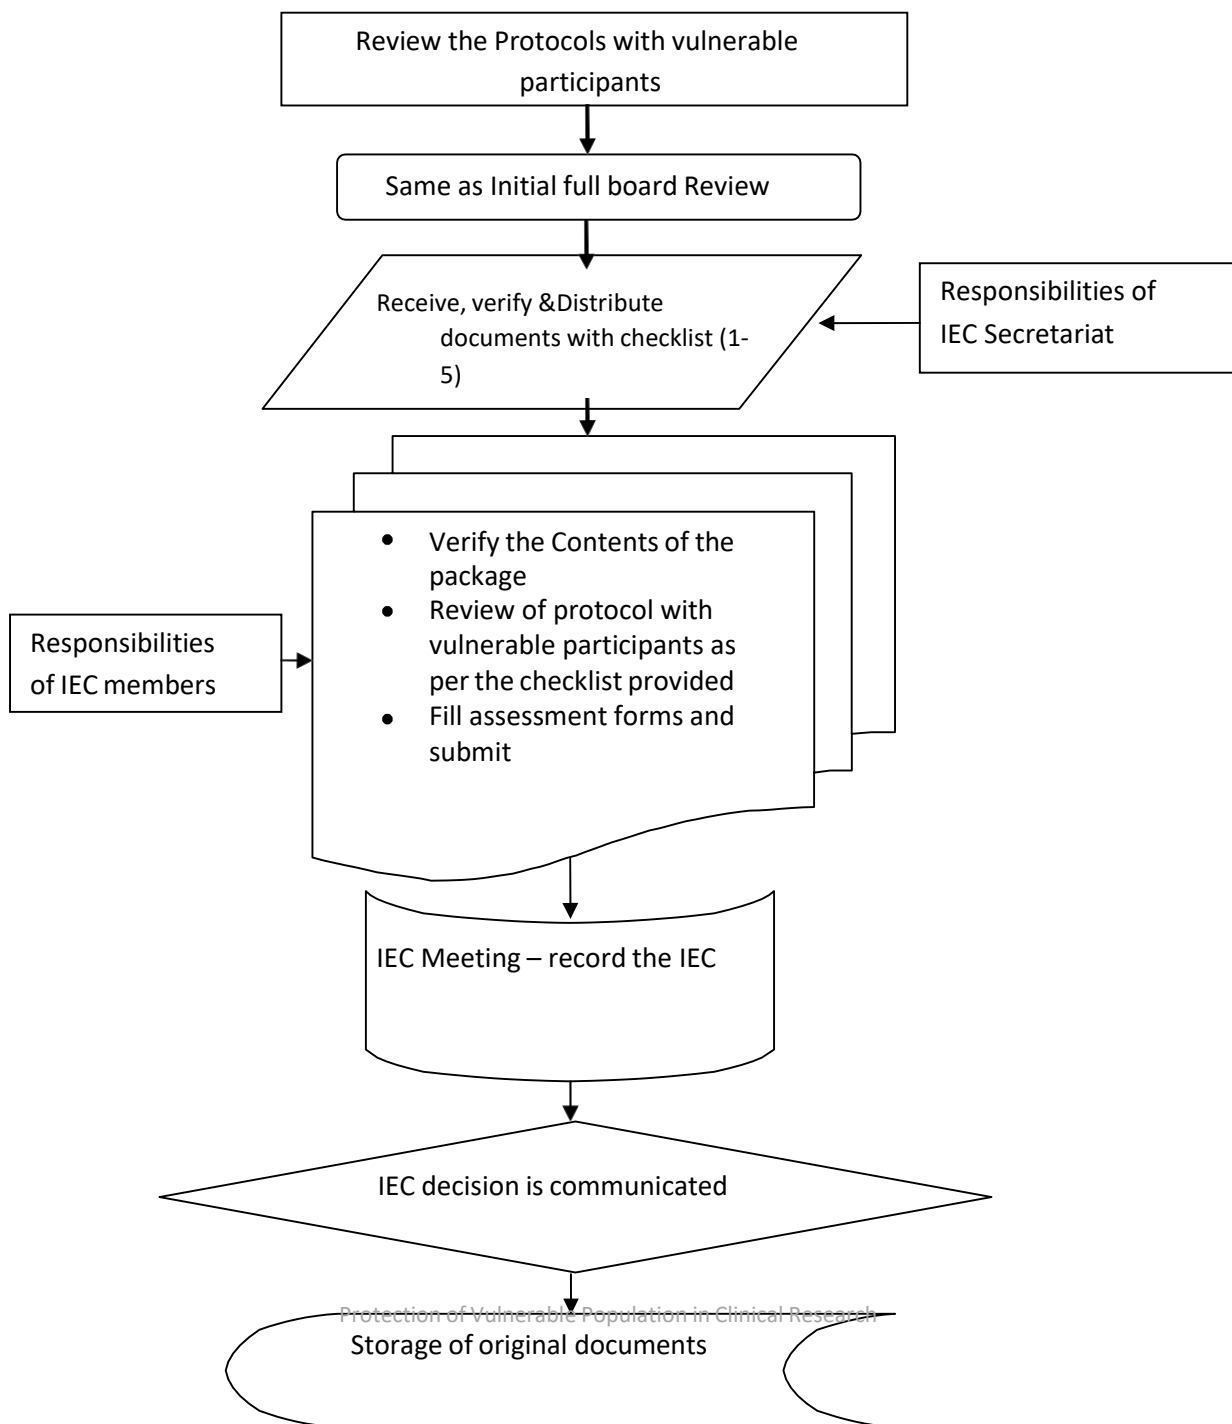 Review the Protocols with vulnerable
participants
Same as Initial full board Review
Receive, verify &Distribute
documents with checklist (1-
5)
Responsibilities of
IEC Secretariat
• Verify the Contents of the
package
• Review of protocol with
vulnerable participants as
per the checklist provided
• Fill assessment forms and
submit
Responsibilities
of IEC members
IEC Meeting – record the IEC
IEC decision is communicated
Protection of Vulnerable Population in Clinical Research
Storage of original documents